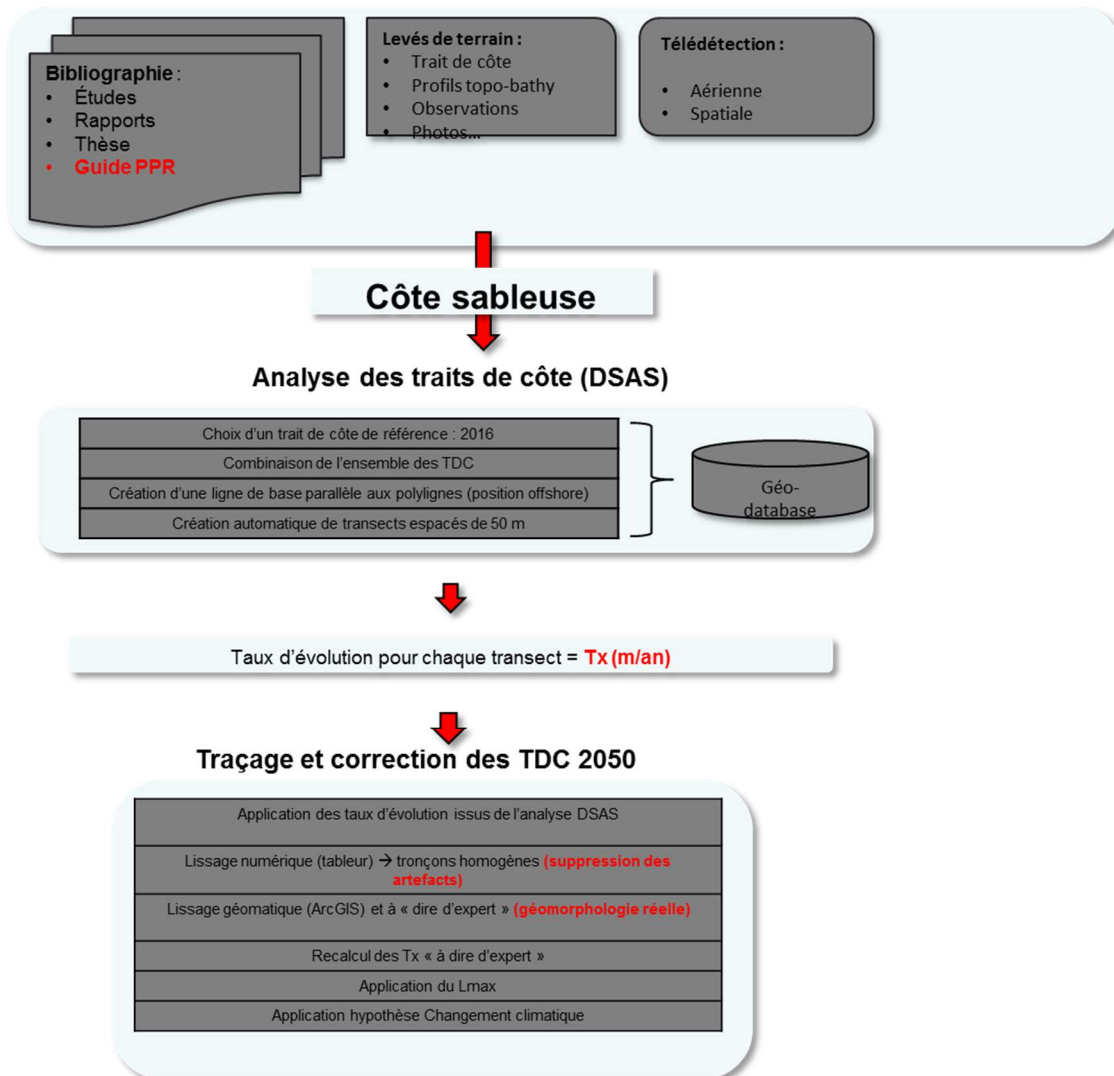 Bibliographie :
• Études
• Rapports
• Thèse
• Guide PPR
Levés de terrain :
• Trait de côte
• Profils topo-bathy
• Observations
• Photos...
Télédétection :
• Aérienne
• Spatiale
Côte sableuse
Analyse des traits de côte (DSAS)
Choix d'un trait de côte de référence : 2016
Combinaison de l'ensemble des TDC
Création d'une ligne de base parallèle aux polylignes (position offshore)
Création automatique de transects espacés de 50 m
Géo-
database
Taux d'évolution pour chaque transect = Tx (m/an)
Traçage et correction des TDC 2050
Application des taux d'évolution issus de l'analyse DSAS
Lissage numérique (tableur) → tronçons homogènes (suppression des
artefacts)
Lissage géomatique (ArcGIS) et à « dire d'expert » (géomorphologie réelle)
Recalcul des Tx « à dire d'expert »
Application du Lmax
Application hypothèse Changement climatique